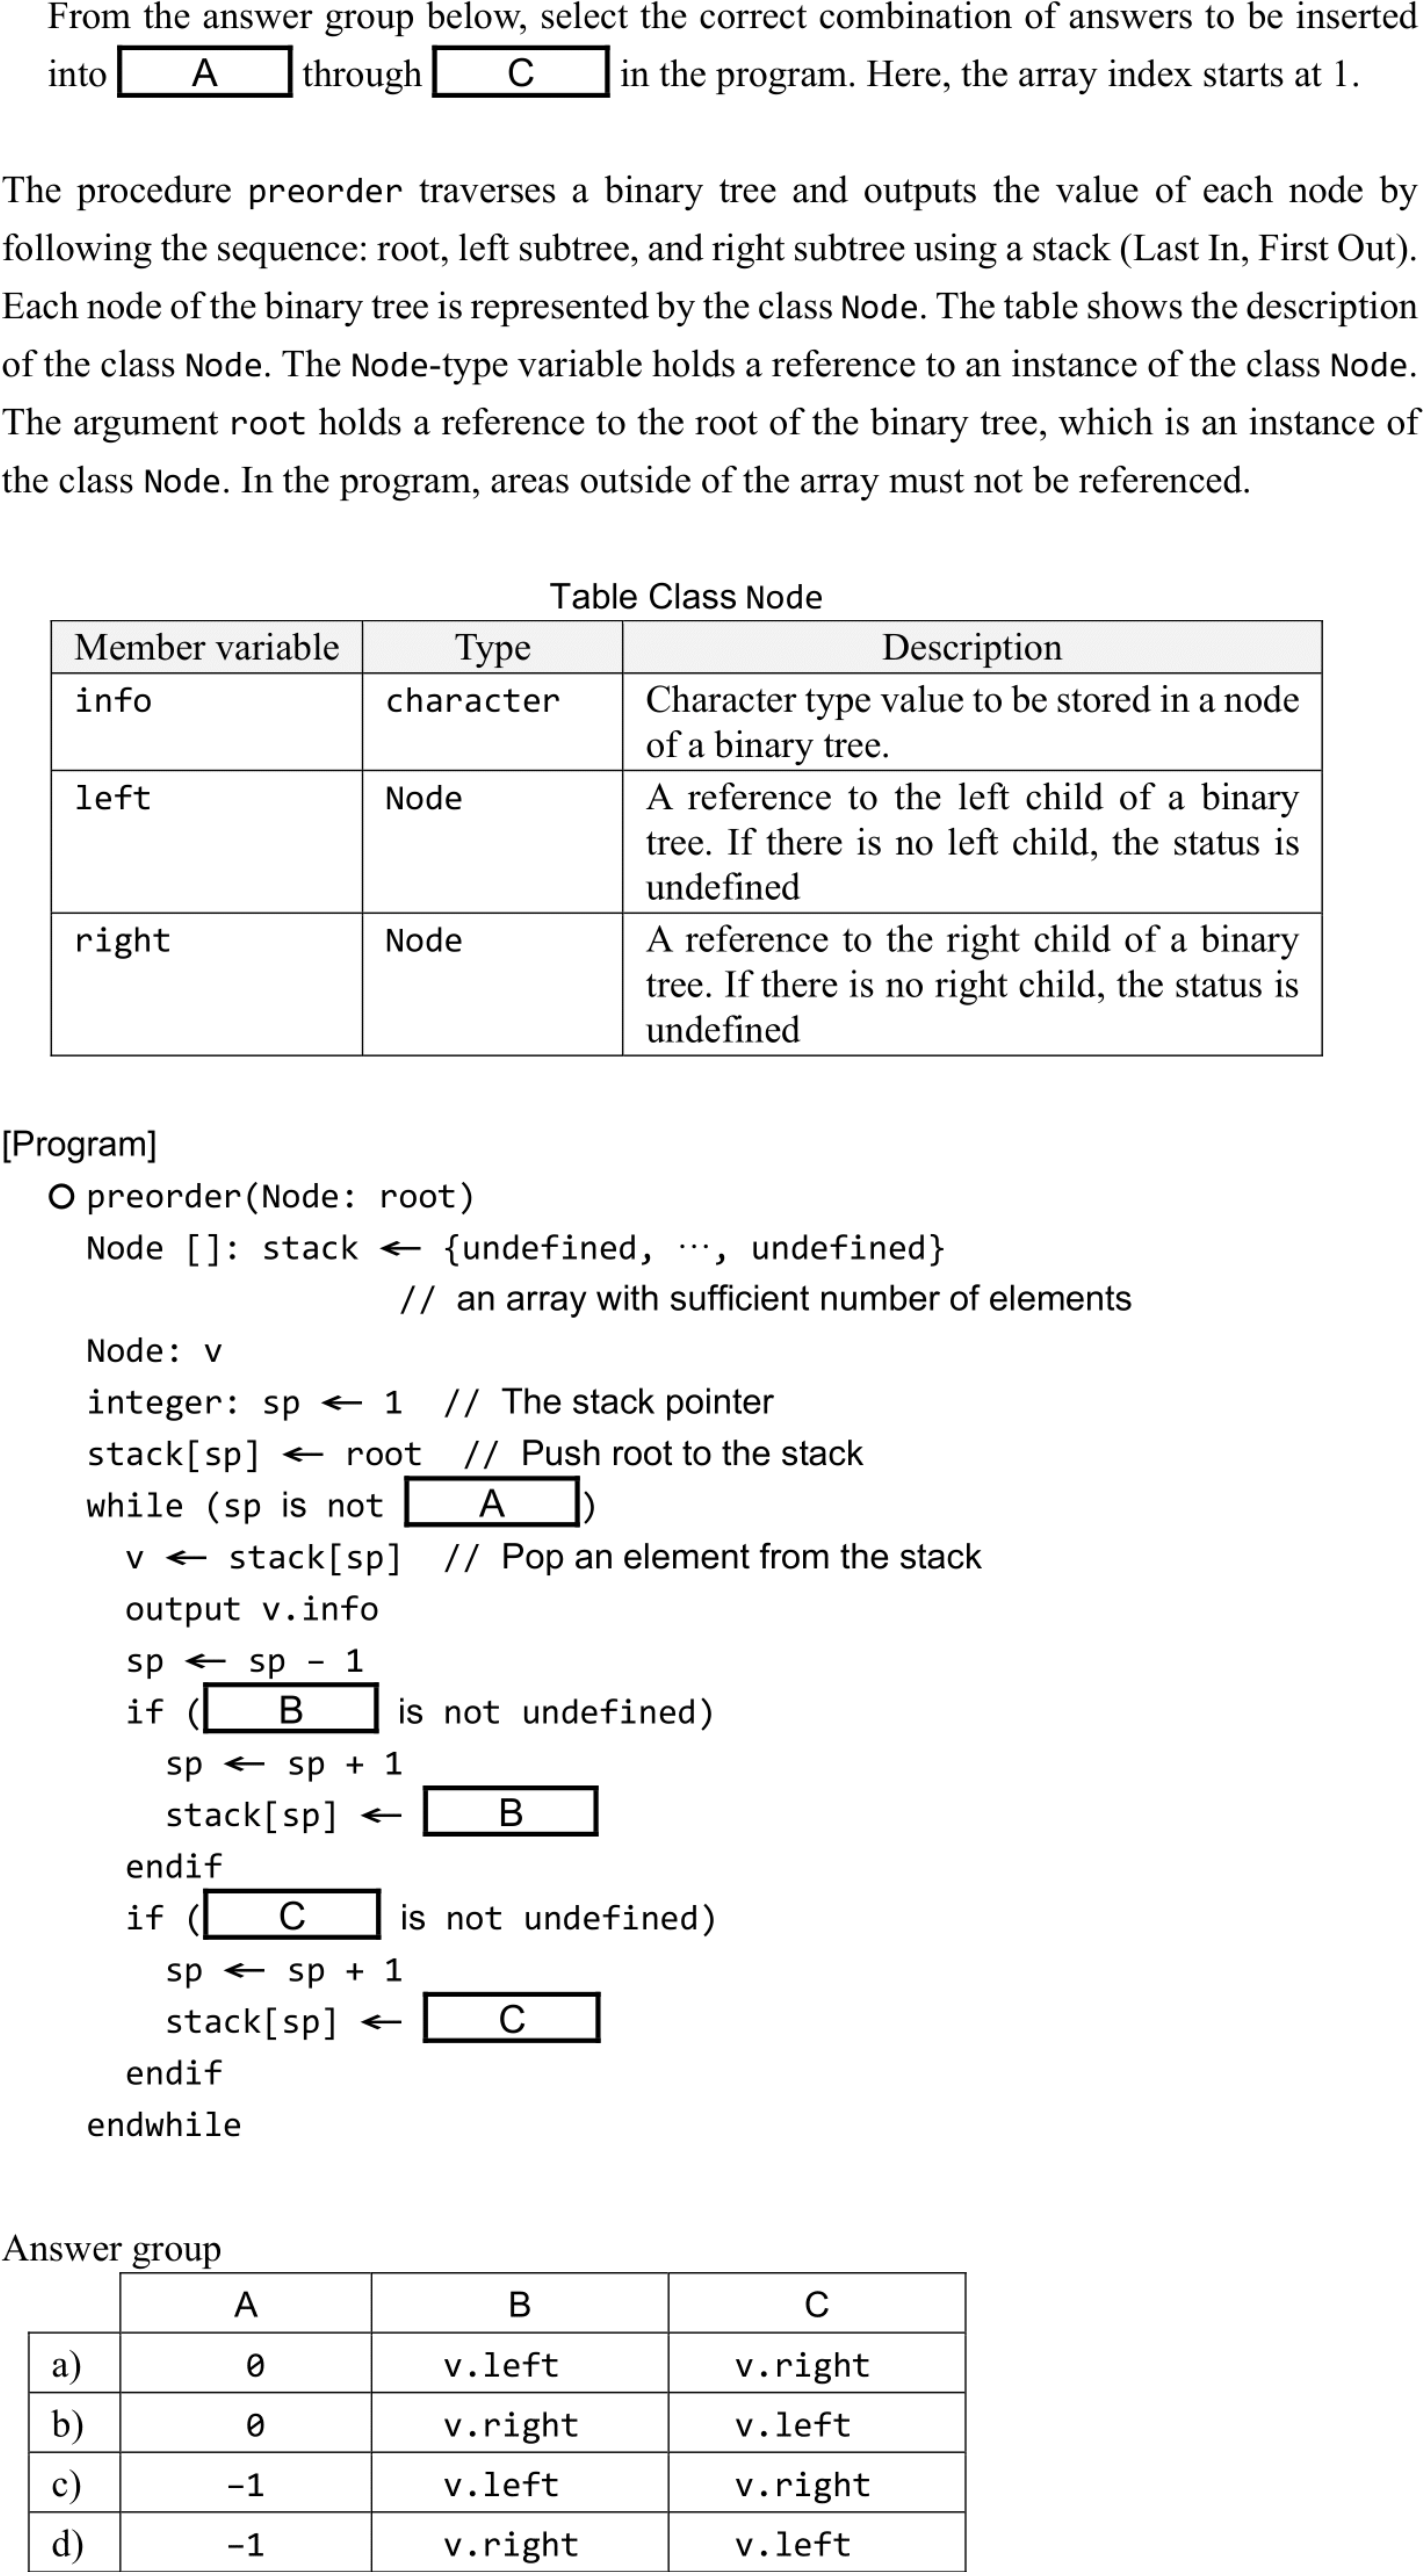 From the answer group below, select the correct combination of answers to be inserted
into A through C in the program. Here, the array index starts at 1.
The procedure preorder traverses a binary tree and outputs the value of each node by
following the sequence: root, left subtree, and right subtree using a stack (Last In, First Out).
Each node of the binary tree is represented by the class Node. The table shows the description
of the class Node. The Node-type variable holds a reference to an instance of the class Node.
The argument root holds a reference to the root of the binary tree, which is an instance of
the class Node. In the program, areas outside of the array must not be referenced.
Table Class Node
Member variable Type Description
info character Character type value to be stored in a node
of a binary tree.
left Node A reference to the left child of a binary
tree. If there is no left child, the status is
undefined
right Node A reference to the right child of a binary
tree. If there is no right child, the status is
undefined
[Program]
○ preorder(Node: root)
Node []: stack ← {undefined, ⋯, undefined}
// an array with sufficient number of elements
Node: v
integer: sp ← 1 // The stack pointer
stack[sp] ← root // Push root to the stack
while (sp is not A )
v ← stack[sp] // Pop an element from the stack
output v.info
sp ← sp – 1
if ( B is not undefined)
sp ← sp + 1
stack[sp] ← B
endif
if ( C is not undefined)
sp ← sp + 1
stack[sp] ← C
endif
endwhile
Answer group
A B C
a) 0 v.left v.right
b) 0 v.right v.left
c) –1 v.left v.right
d) –1 v.right v.left